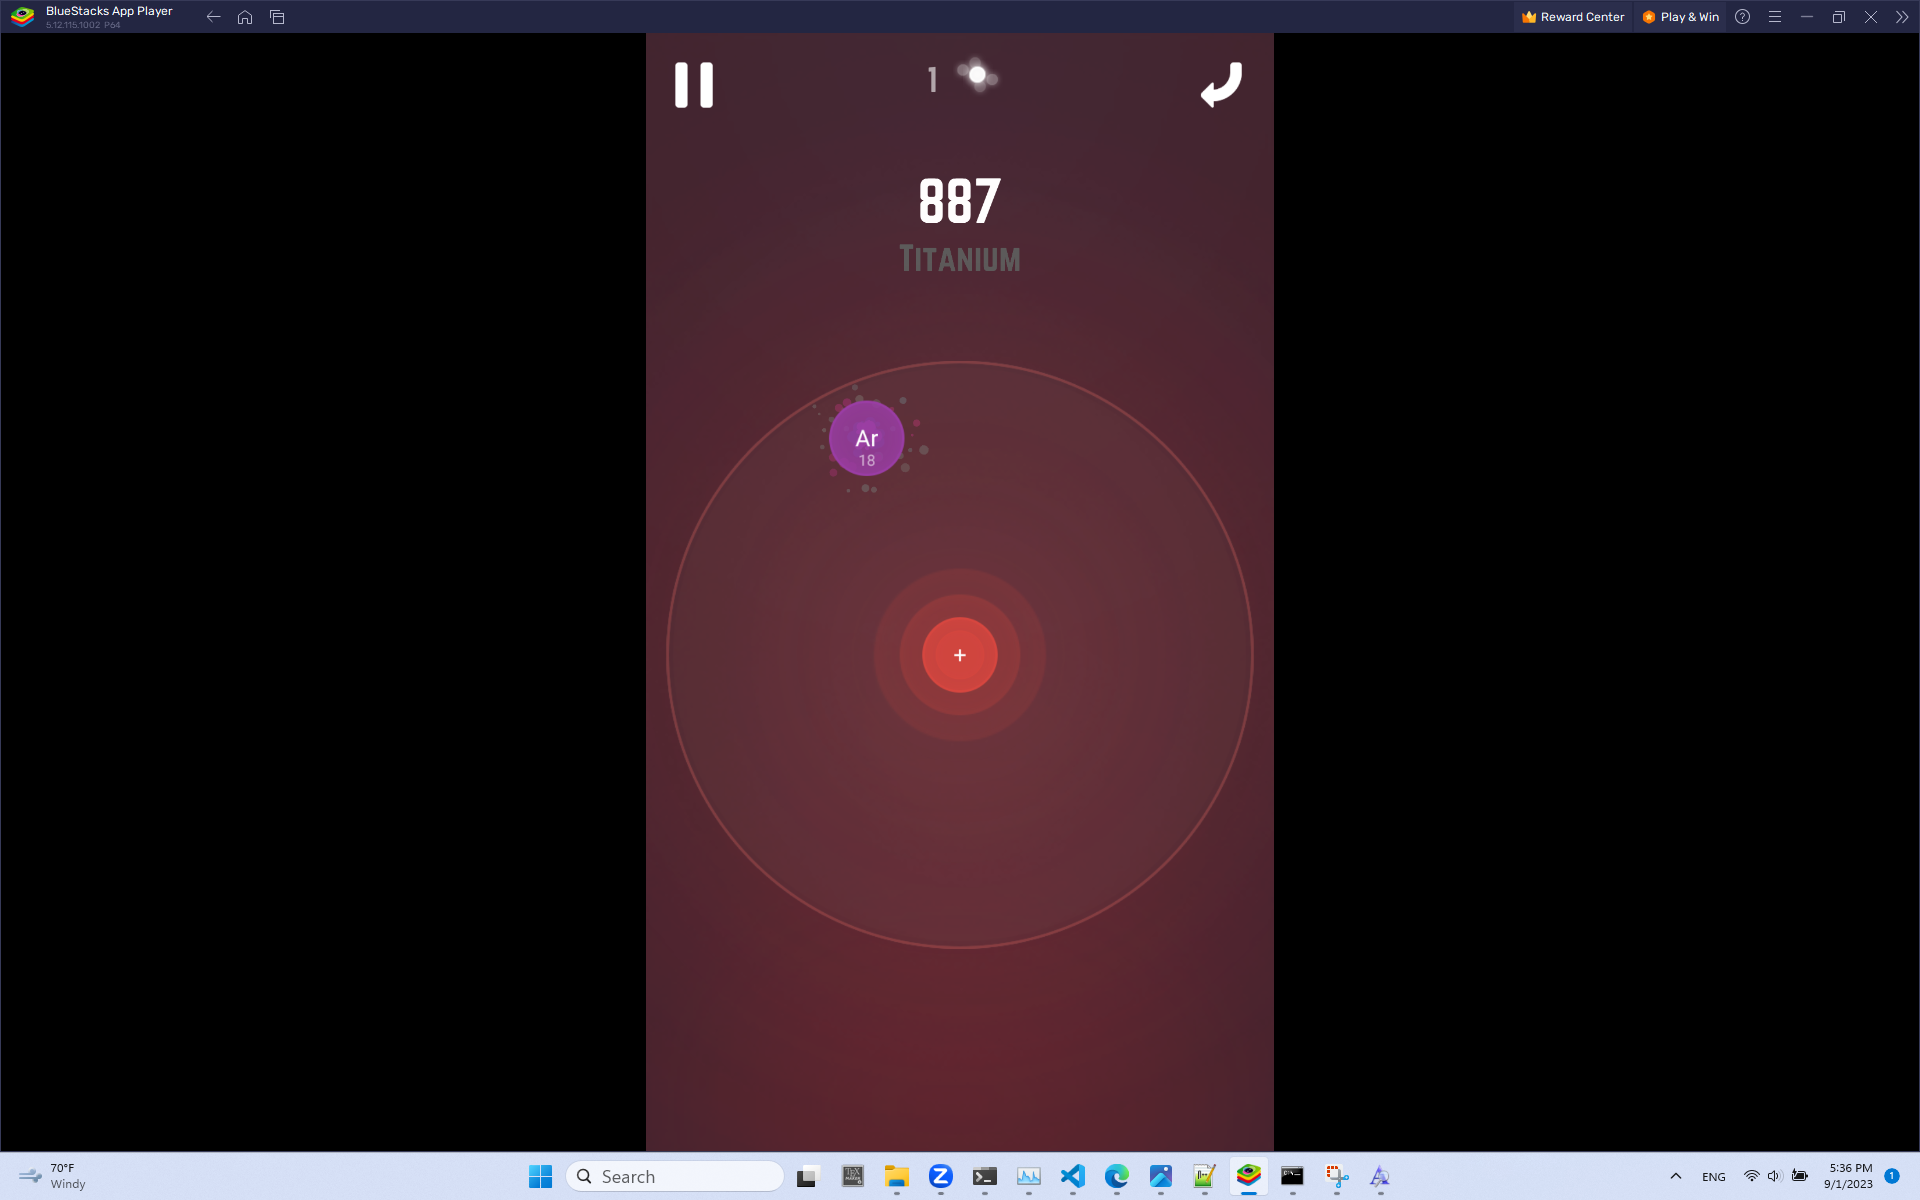 BlueStacks App Player
5.12.115.1002 P64
Reward Center
Play & Win
1
887
Titanium
Ar
18
+
70°F
Windy
Search
ENG
5:36 PM
9/1/2023
1